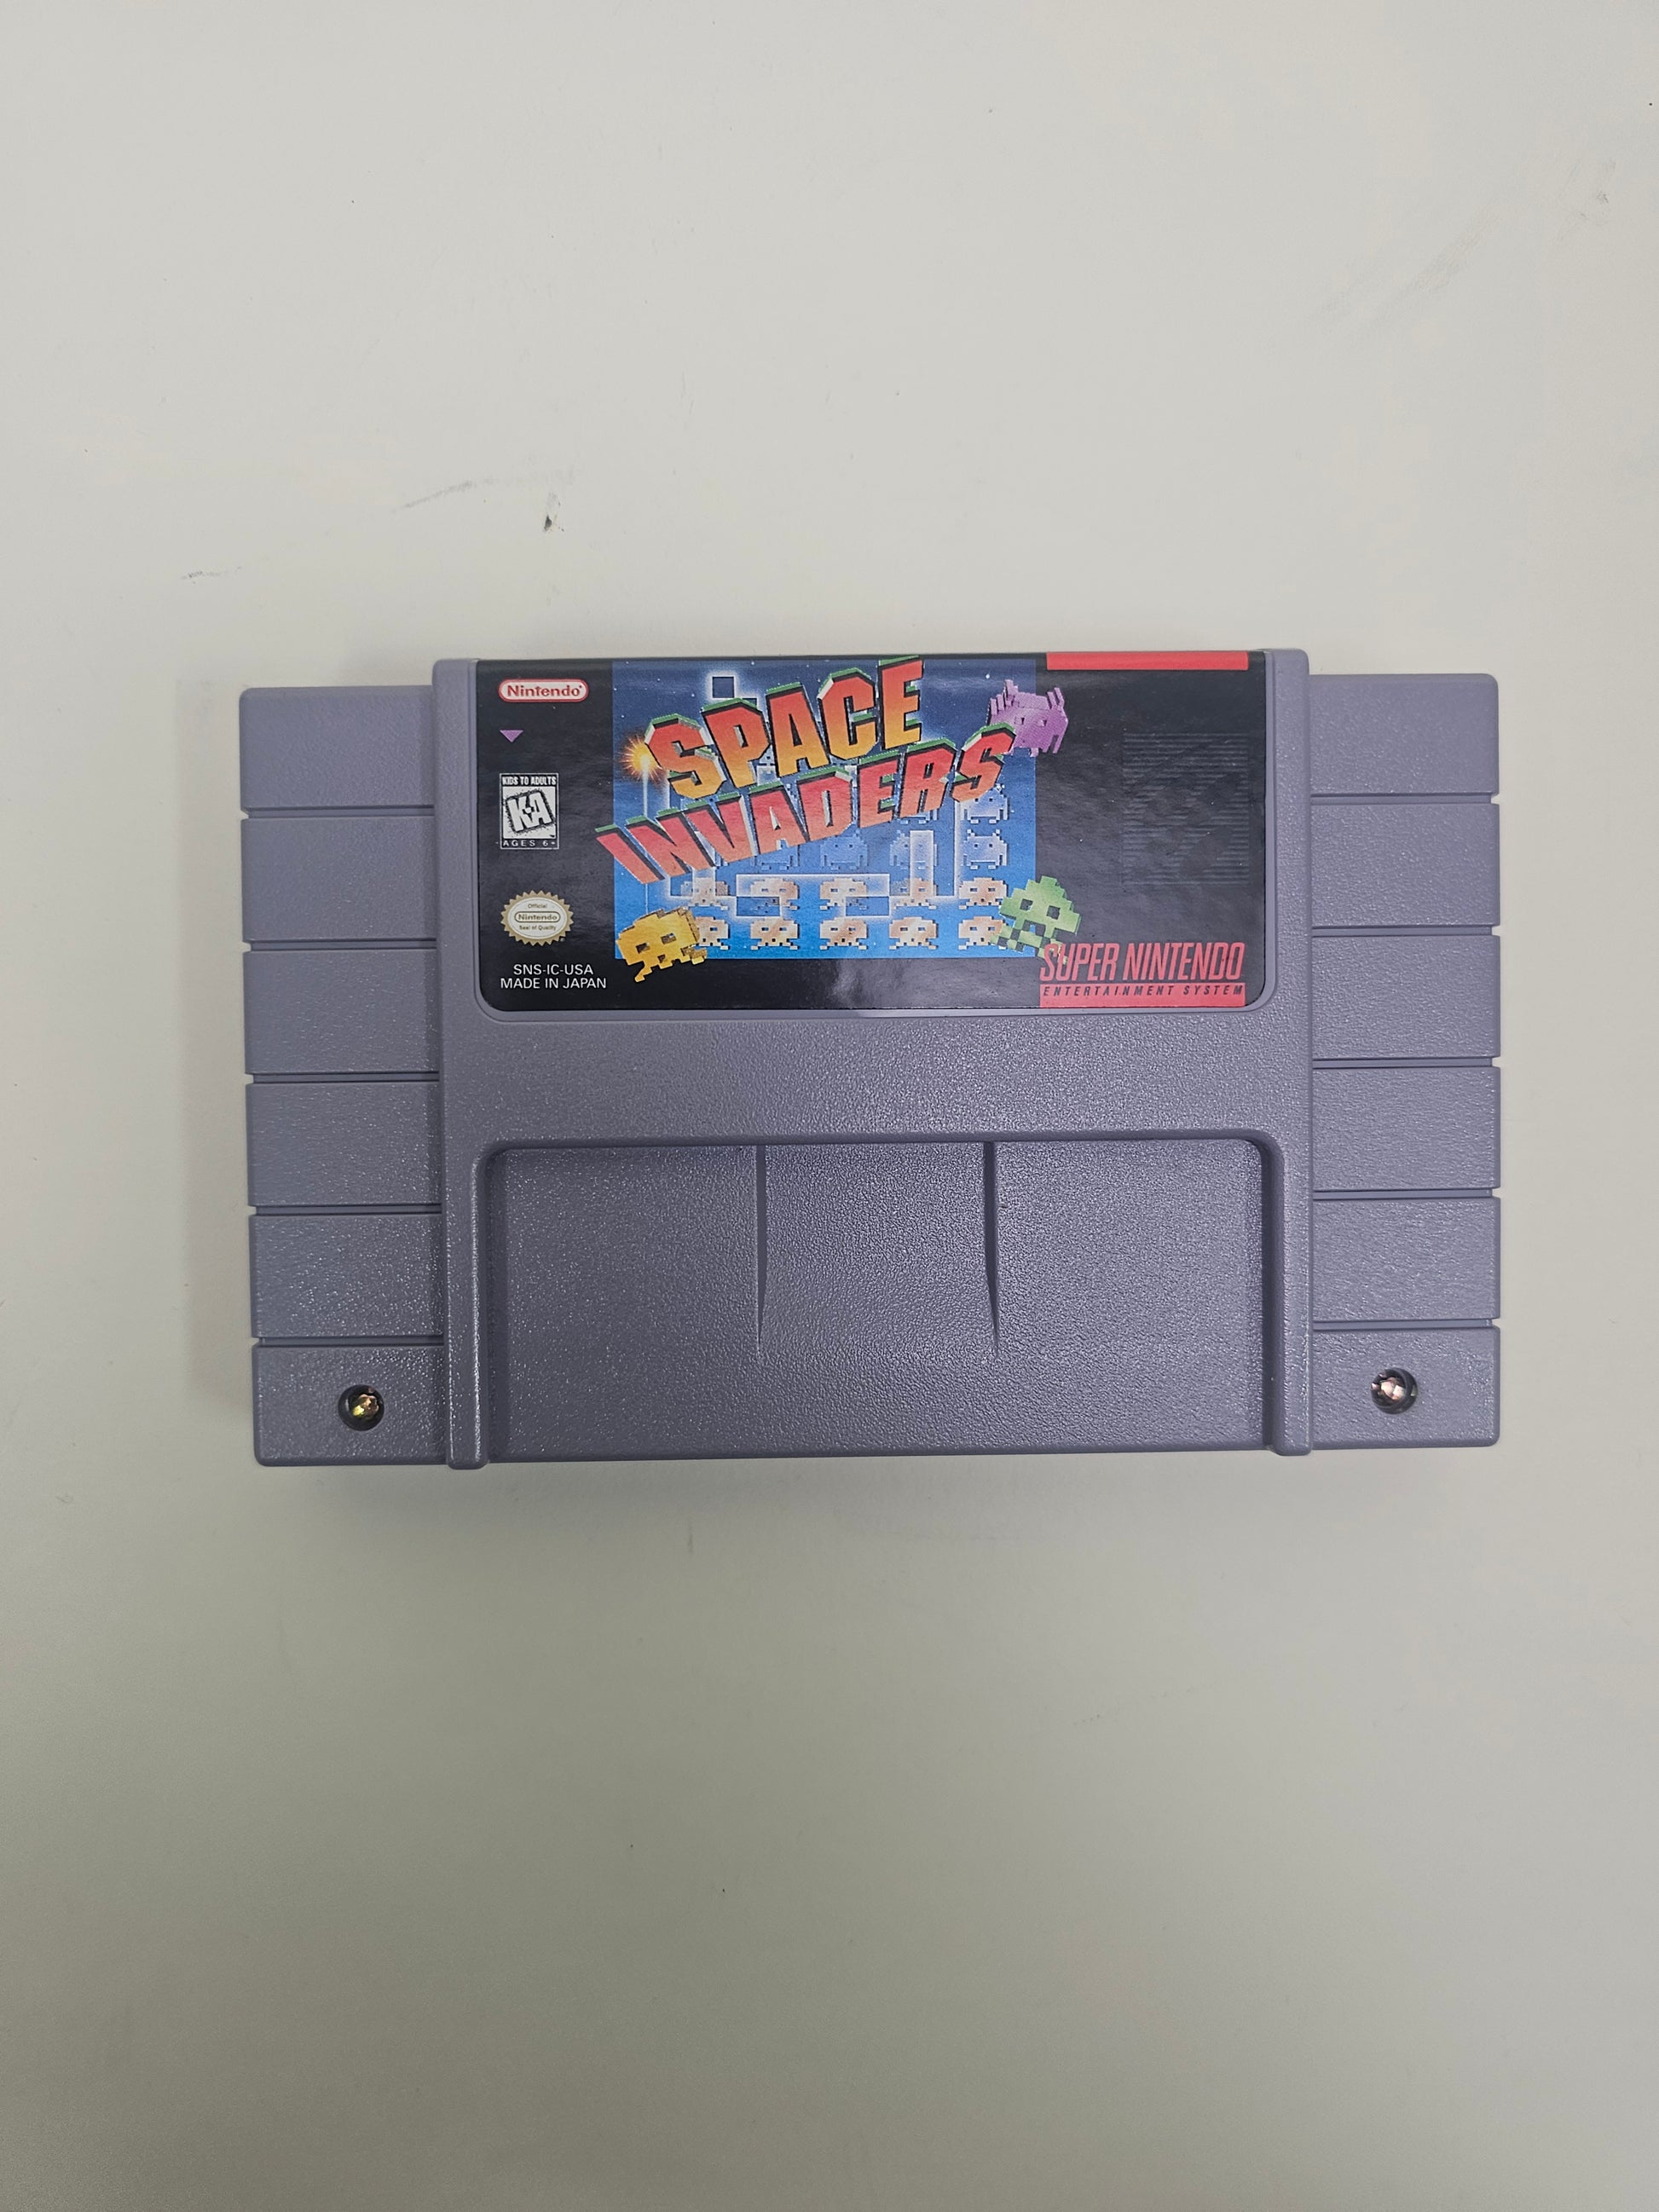 Nintendo®
SPACE
INVADERS
KIDS TO ADULTS
KA
AGES 6+
Official
Nintendo
Seal of Quality
SNS-IC-USA
MADE IN JAPAN
SUPER NINTENDO
ENTERTAINMENT SYSTEM